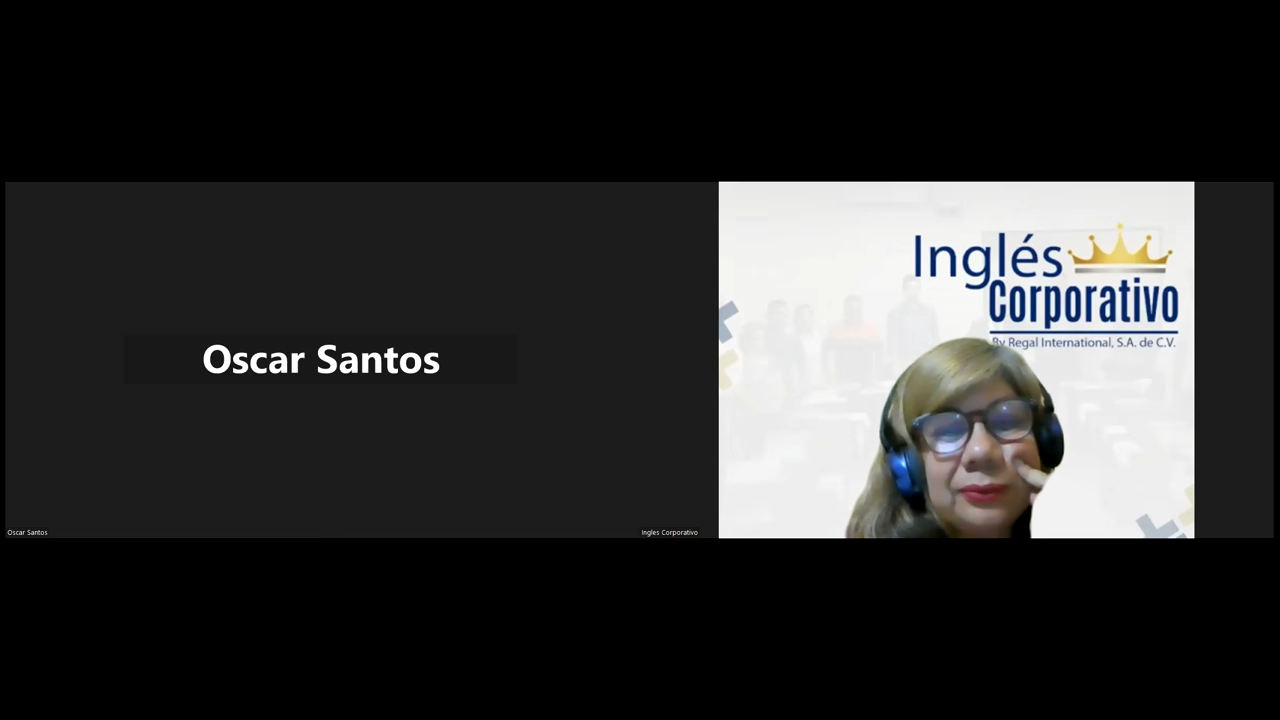 Oscar Santos
Inglés
Corporativo
By Regal International, S.A. de C.V.
Oscar Santos
Ingles Corporativo